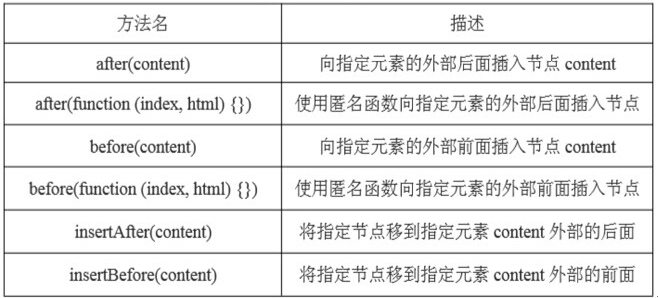 方法名 描述
after(content) 向指定元素的外部后面插入节点 content
after(function (index, html) {}) 使用匿名函数向指定元素的外部后面插入节点
before(content) 向指定元素的外部前面插入节点 content
before(function (index, html) {}) 使用匿名函数向指定元素的外部前面插入节点
insertAfter(content) 将指定节点移到指定元素 content 外部的后面
insertBefore(content) 将指定节点移到指定元素 content 外部的前面